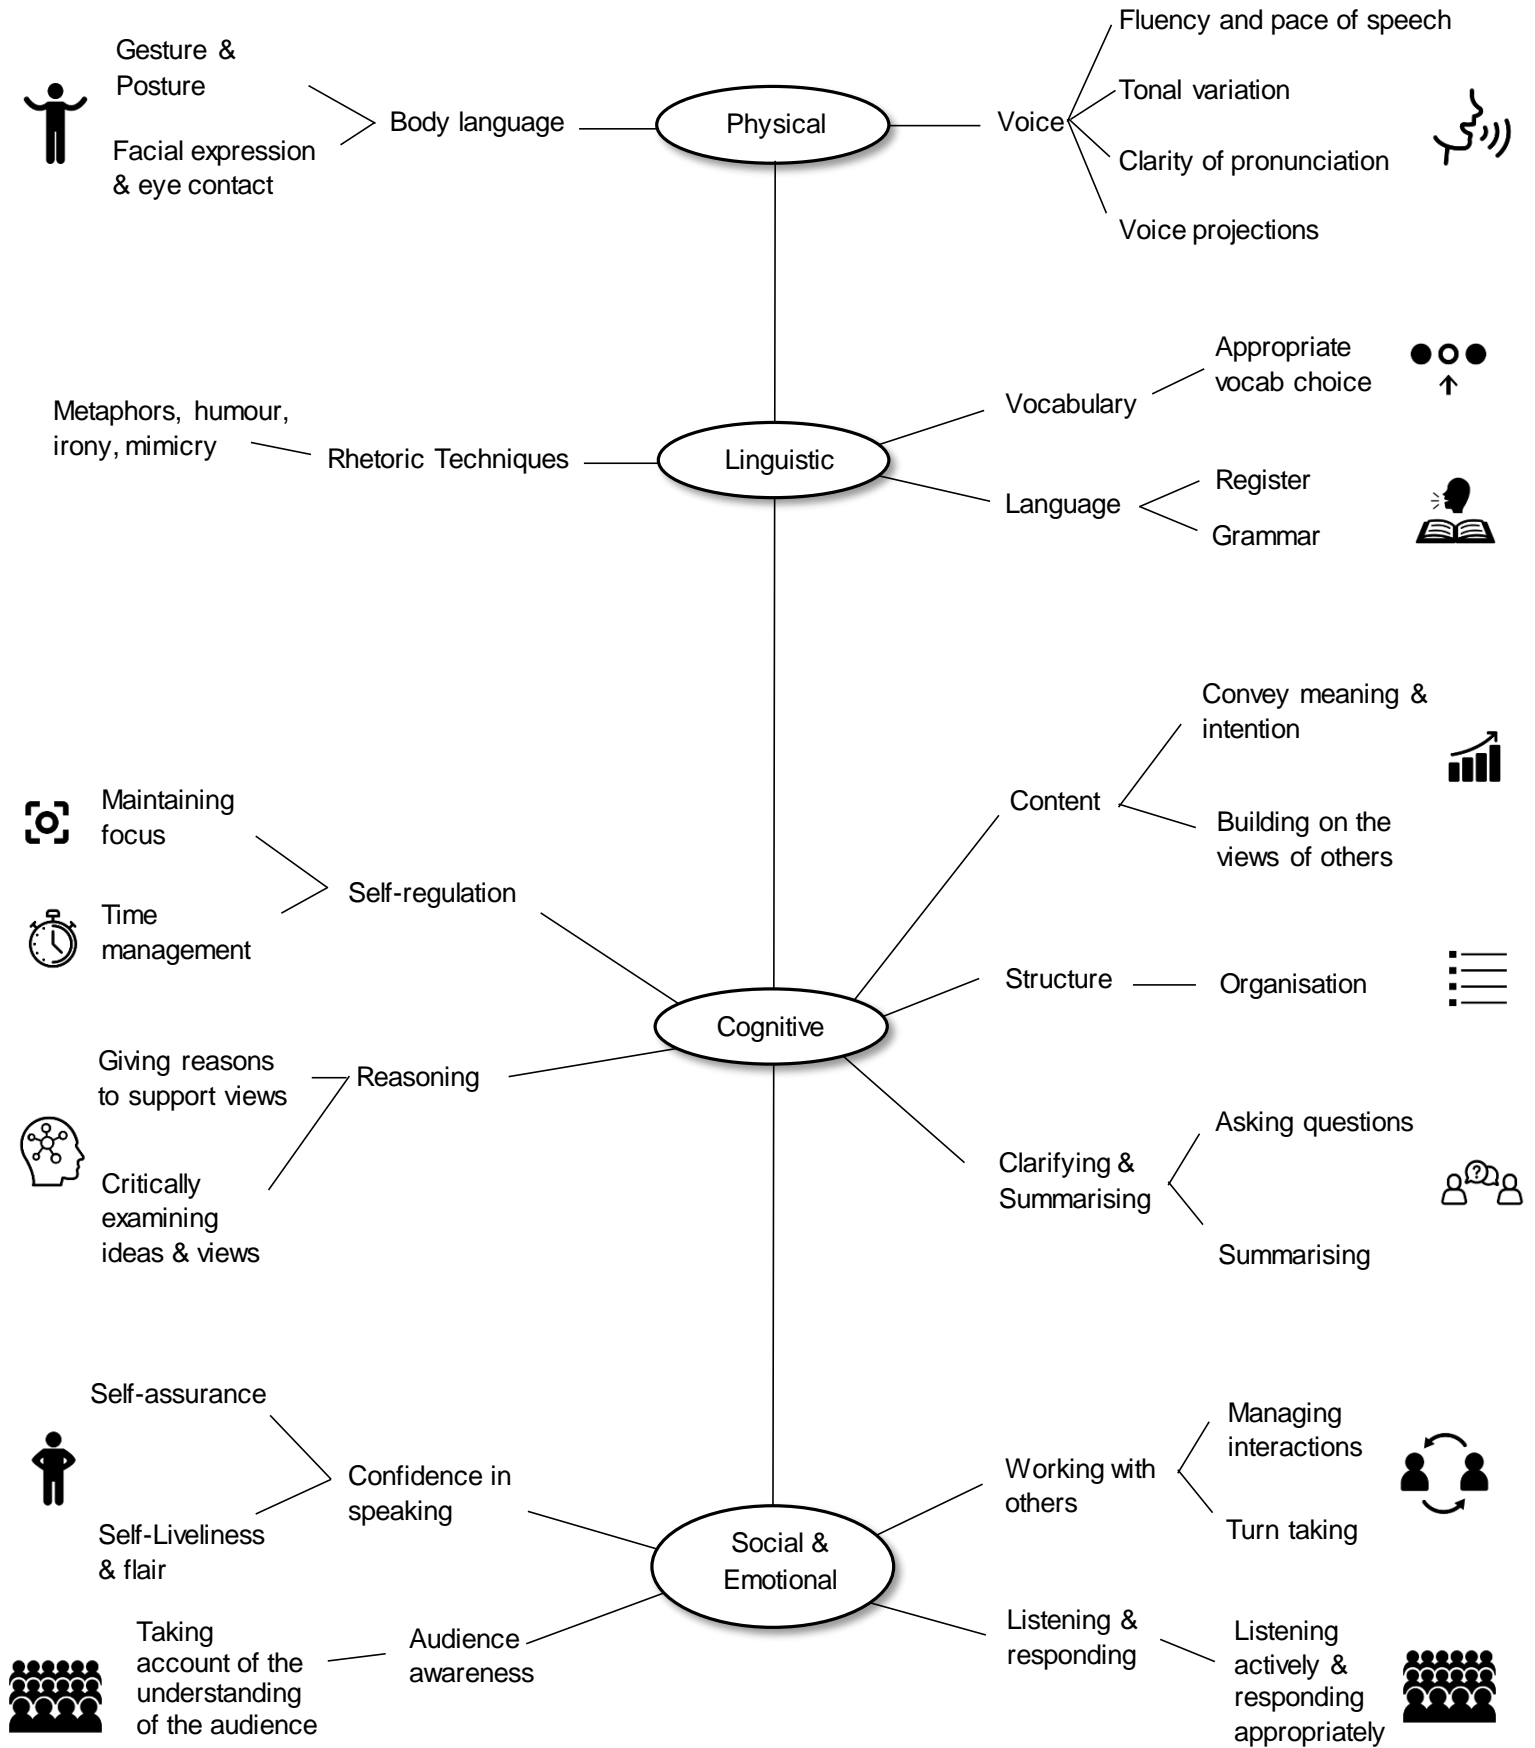 Gesture &
Posture
Facial expression
& eye contact
Body language
Physical
Voice
Fluency and pace of speech
Tonal variation
Clarity of pronunciation
Voice projections
Metaphors, humour,
irony, mimicry
Rhetoric Techniques
Linguistic
Vocabulary
Appropriate
vocab choice
Language
Register
Grammar
Maintaining
focus
Time
management
Self-regulation
Giving reasons
to support views
Critically
examining
ideas & views
Reasoning
Cognitive
Content
Convey meaning &
intention
Building on the
views of others
Structure
Organisation
Clarifying &
Summarising
Asking questions
?
Summarising
Self-assurance
Self-Liveliness
& flair
Confidence in
speaking
Taking
account of the
understanding
of the audience
Audience
awareness
Social &
Emotional
Working with
others
Managing
interactions
Turn taking
Listening &
responding
Listening
actively &
responding
appropriately